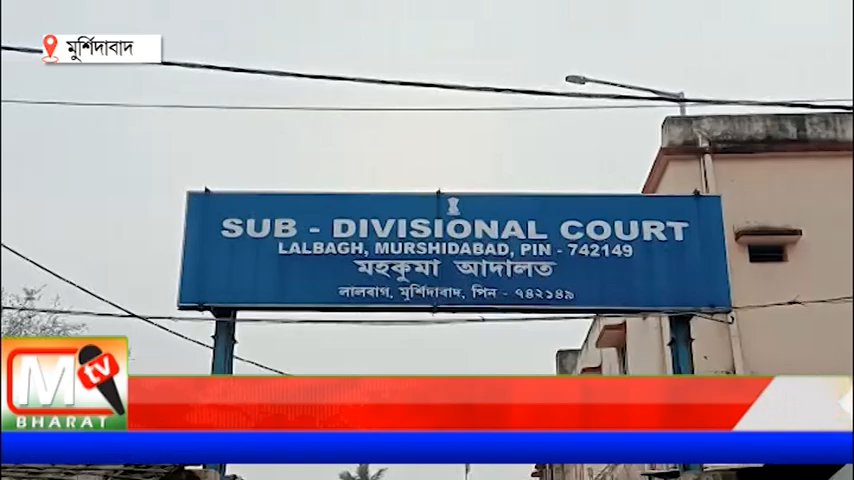 মুর্শিদাবাদ
SUB - DIVISIONAL COURT
LALBAGH, MURSHIDABAD, PIN - 742149
মহকুমা আদালত
লালবাগ, মুর্শিদাবাদ, পিন - ৭৪২১৪৯
M tv
BHARAT